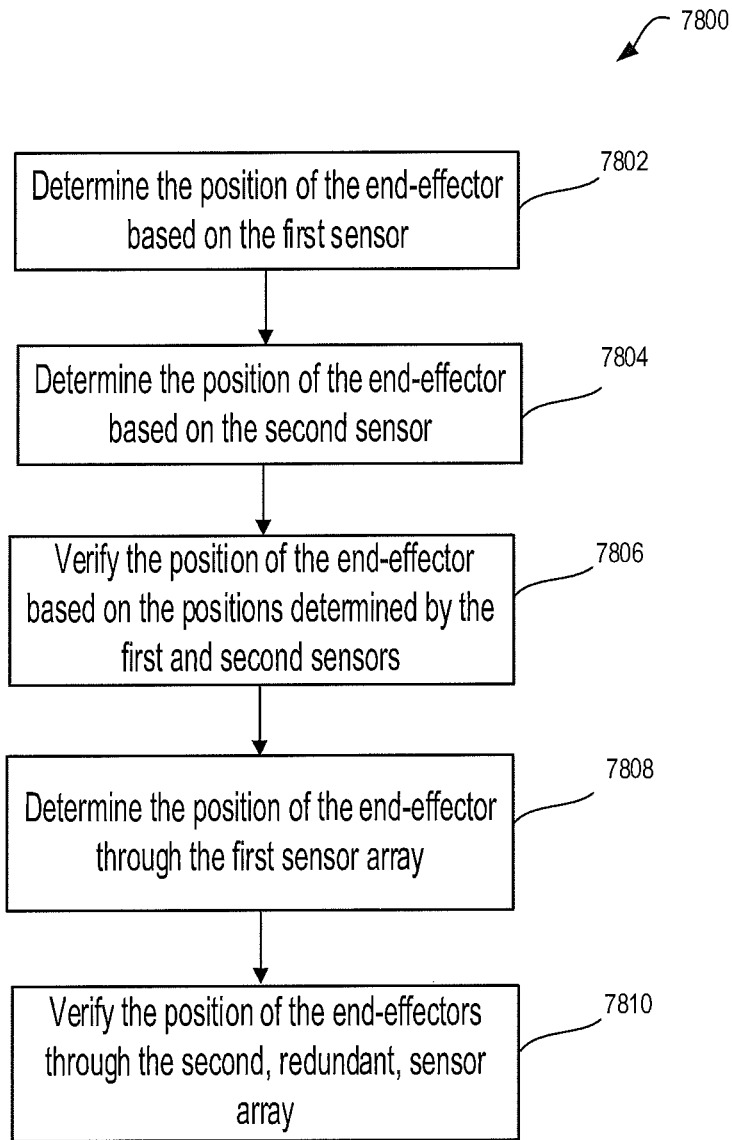 7800
7802
Determine the position of the end-effector
based on the first sensor
7804
Determine the position of the end-effector
based on the second sensor
7806
Verify the position of the end-effector
based on the positions determined by the
first and second sensors
7808
Determine the position of the end-effector
through the first sensor array
7810
Verify the position of the end-effectors
through the second, redundant, sensor
array